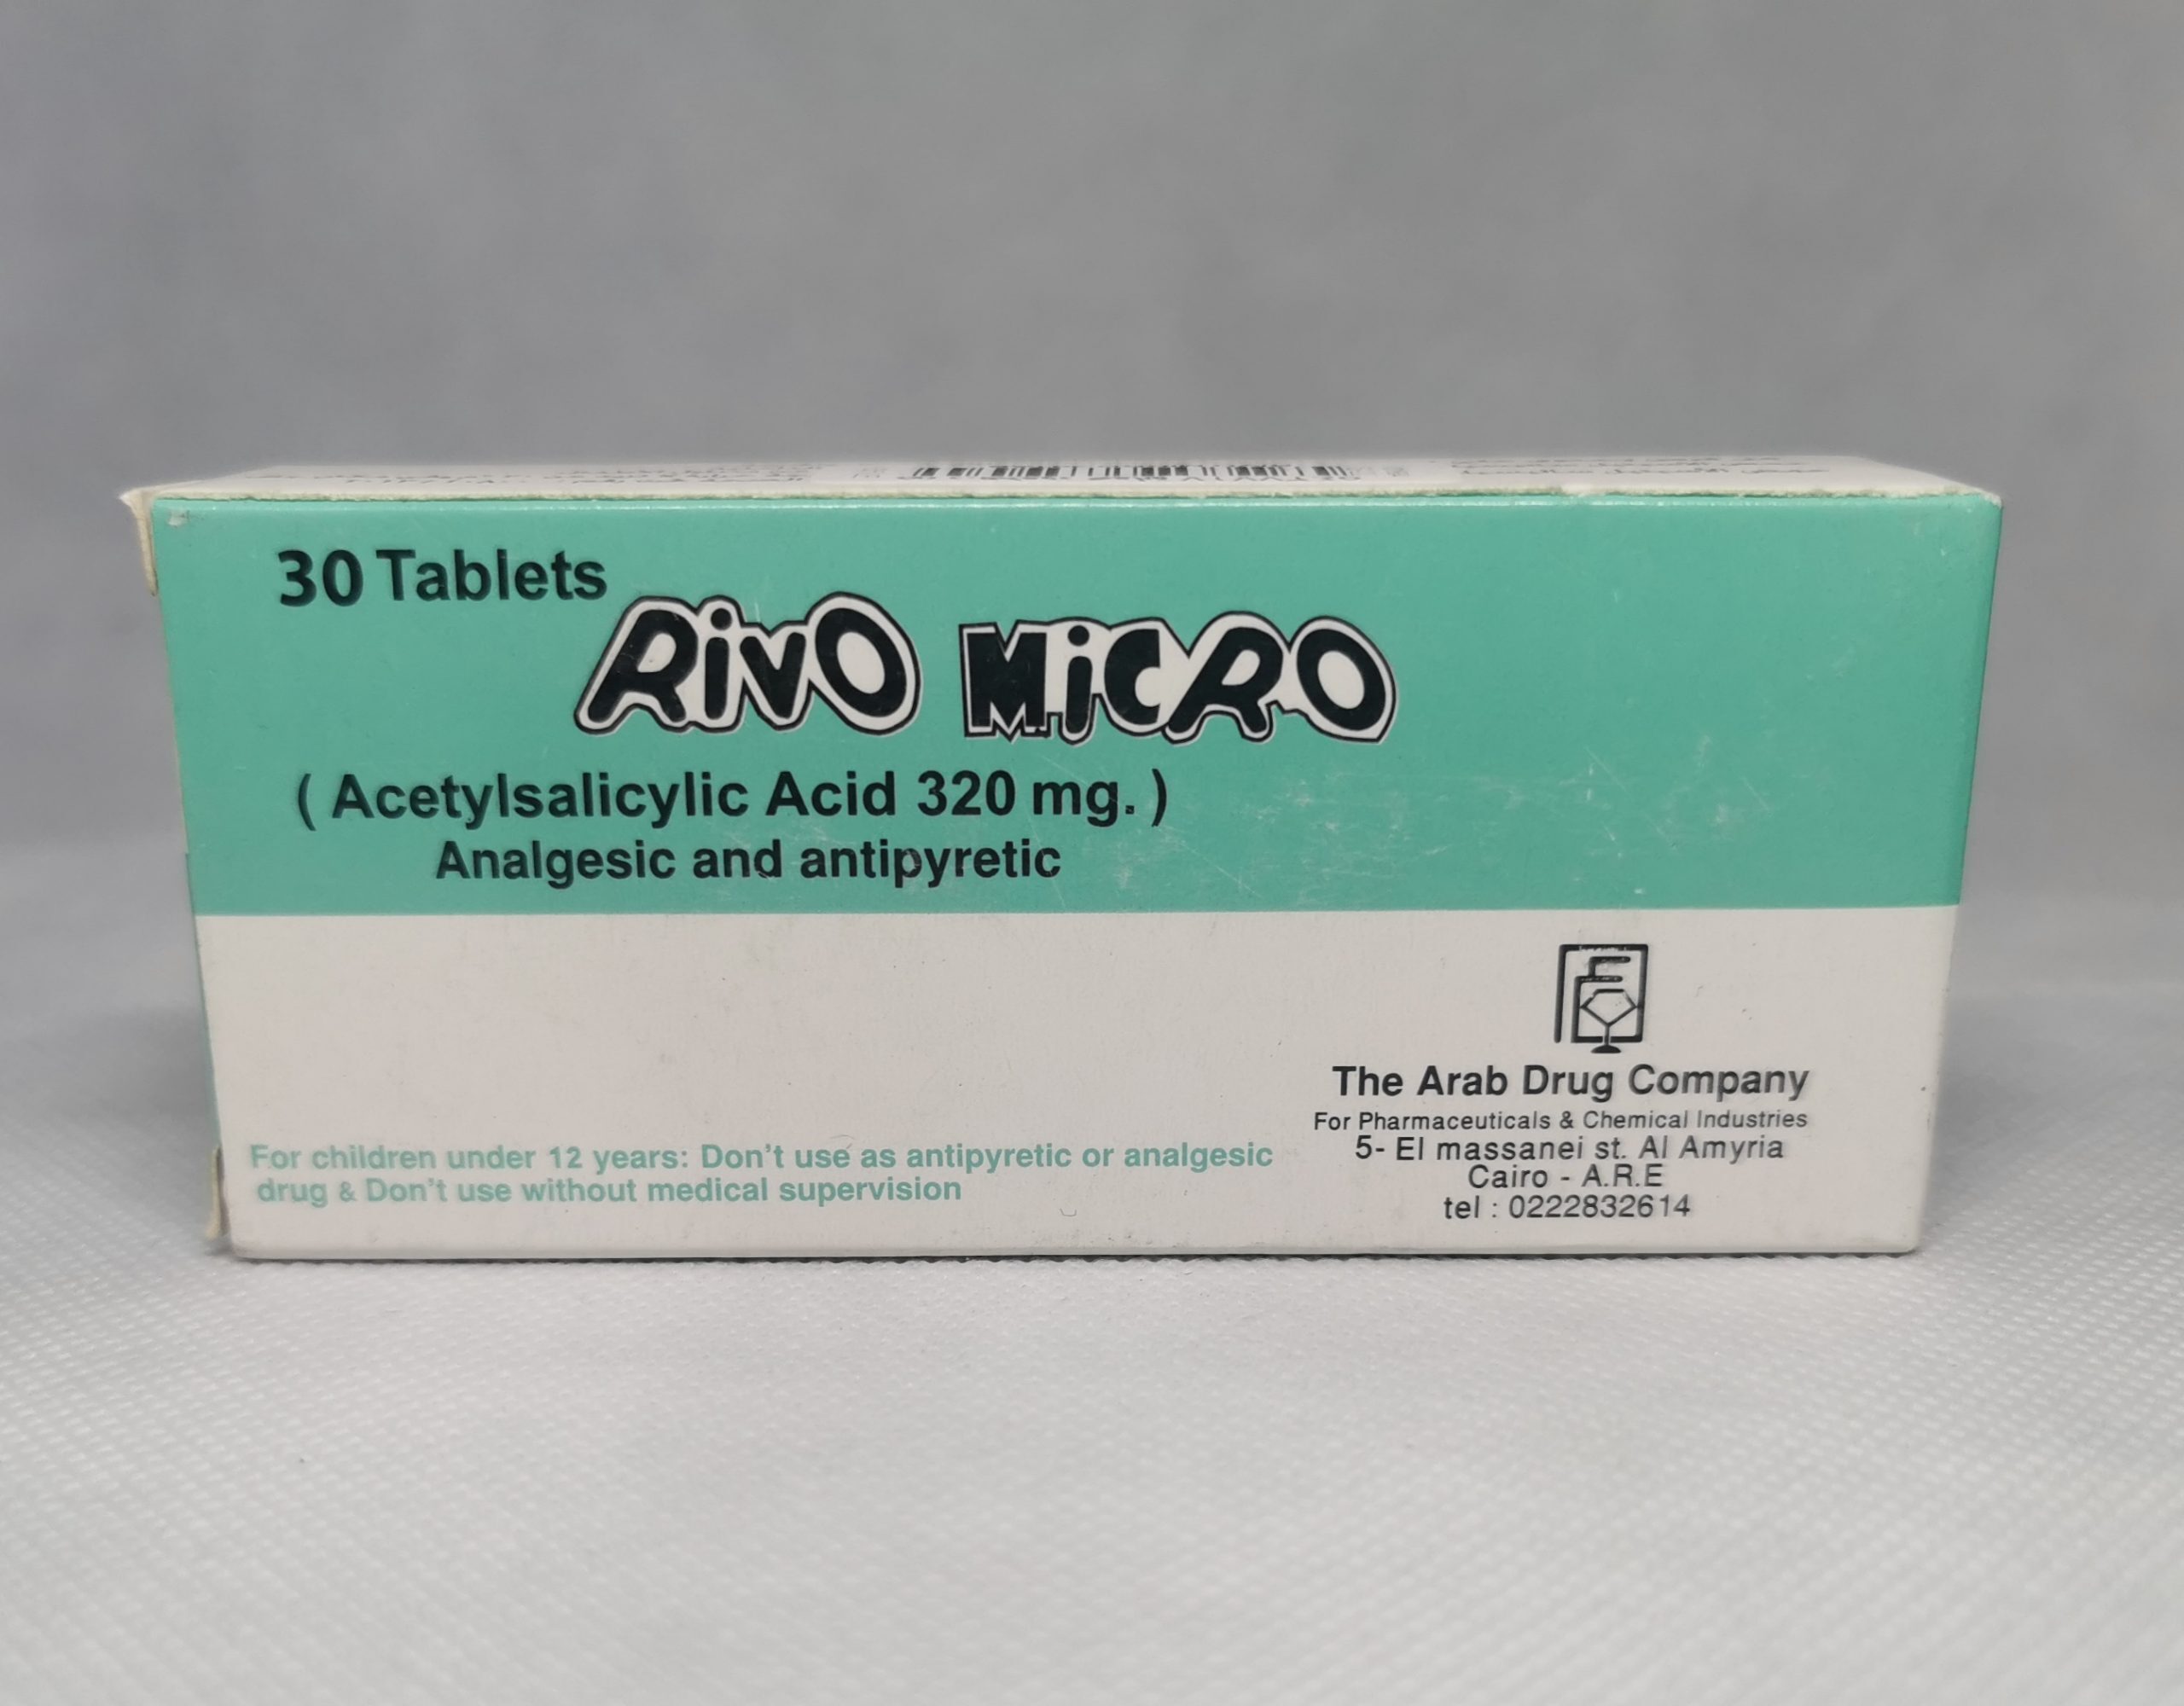 30 Tablets
RiVO MiCRO
( Acetylsalicylic Acid 320 mg. )
Analgesic and antipyretic
For children under 12 years: Don't use as antipyretic or analgesic
drug & Don't use without medical supervision
The Arab Drug Company
For Pharmaceuticals & Chemical Industries
5- El massanei st. Al Amyria
Cairo - A.R.E
tel : 0222832614